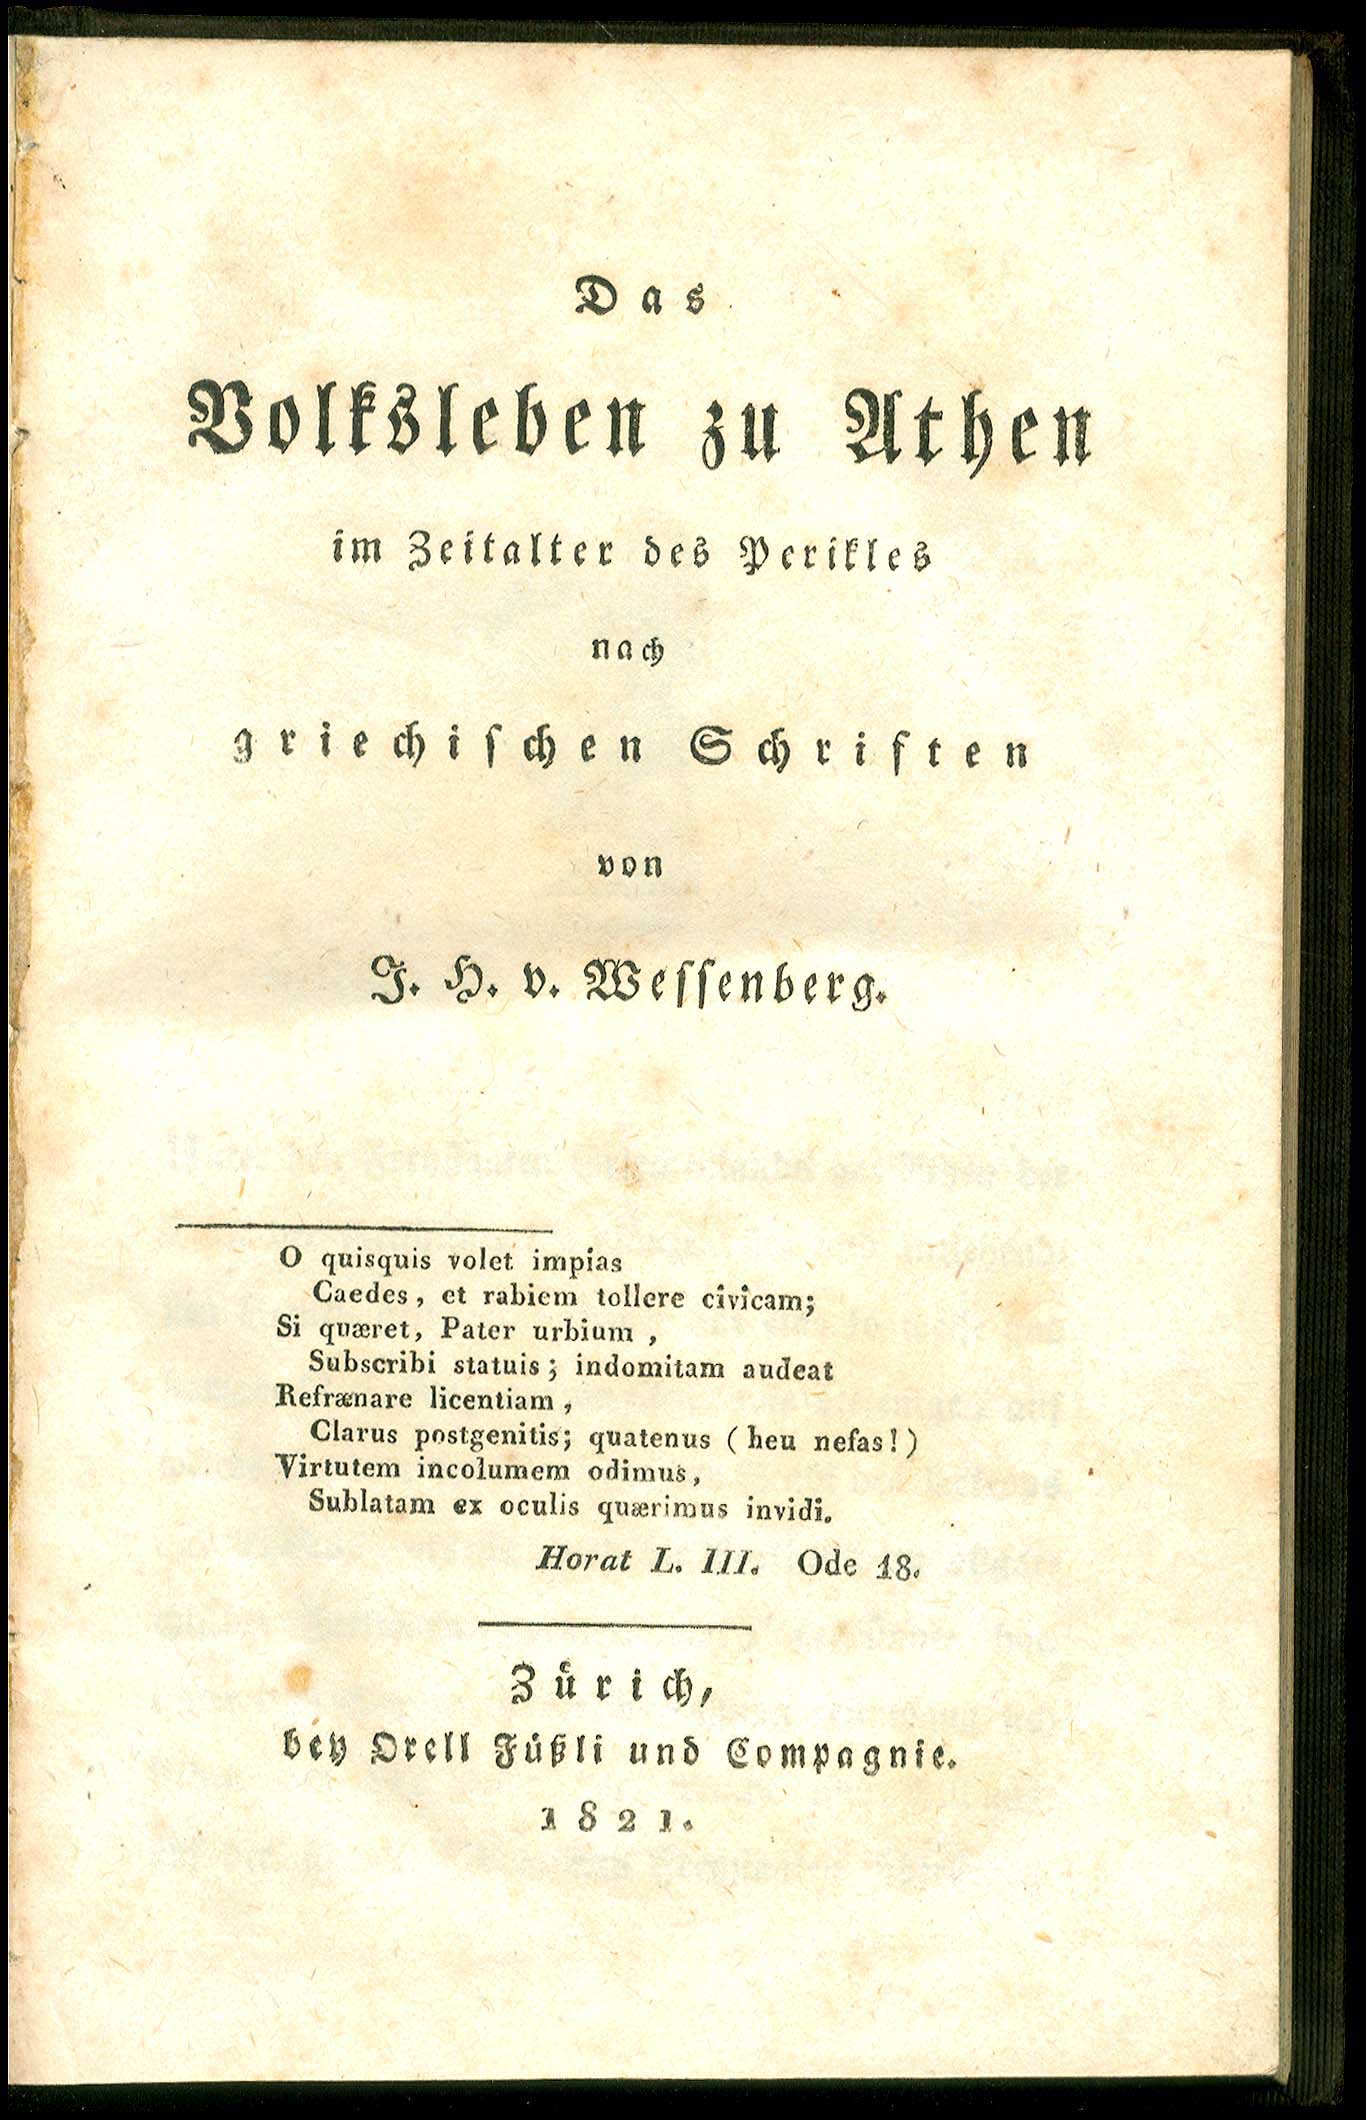 Das
Volksleben zu Athen
im Zeitalter des Perikles
nach
griechiſchen Schriften
von
J. H. v. Weſſenberg.
O quisquis volet impias
Caedes, et rabiem tollere civicam;
Si quæret, Pater urbium,
Subscribi statuis; indomitam audeat
Refrænare licentiam,
Clarus postgenitis; quatenus (heu nefas!)
Virtutem incolumem odimus,
Sublatam ex oculis quærimus invidi.
Horat L. III. Ode 18.
Zürich,
bey Orell Füßli und Compagnie.
1821.